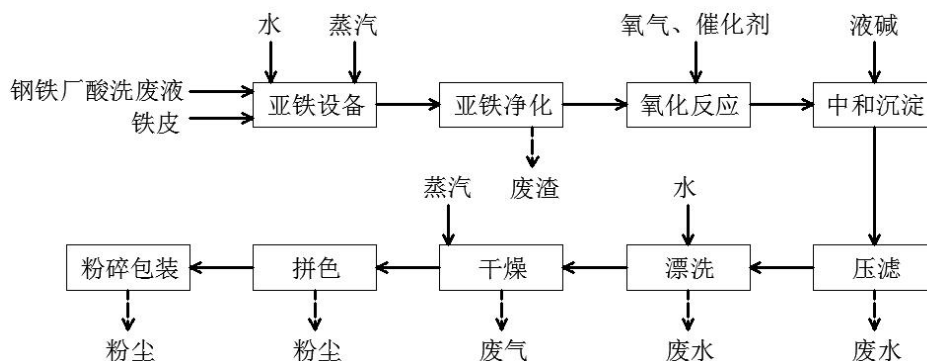 水
蒸汽
氧气、催化剂
液碱
钢铁厂酸洗废液
铁皮
亚铁设备
亚铁净化
氧化反应
中和沉淀
废渣
蒸汽
水
粉碎包装
拼色
干燥
漂洗
压滤
粉尘
粉尘
废气
废水
废水